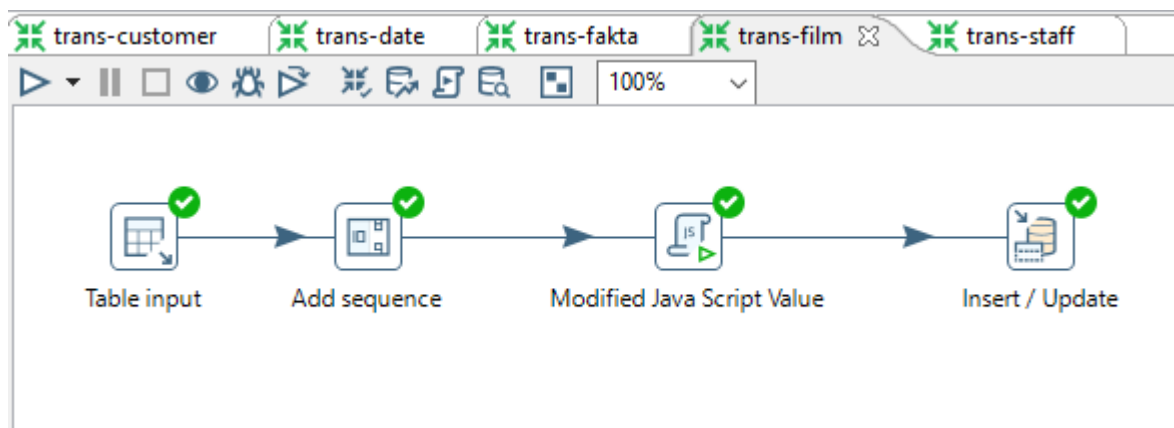 trans-customer trans-date trans-fakta trans-film trans-staff
100%
Table input Add sequence Modified Java Script Value Insert / Update